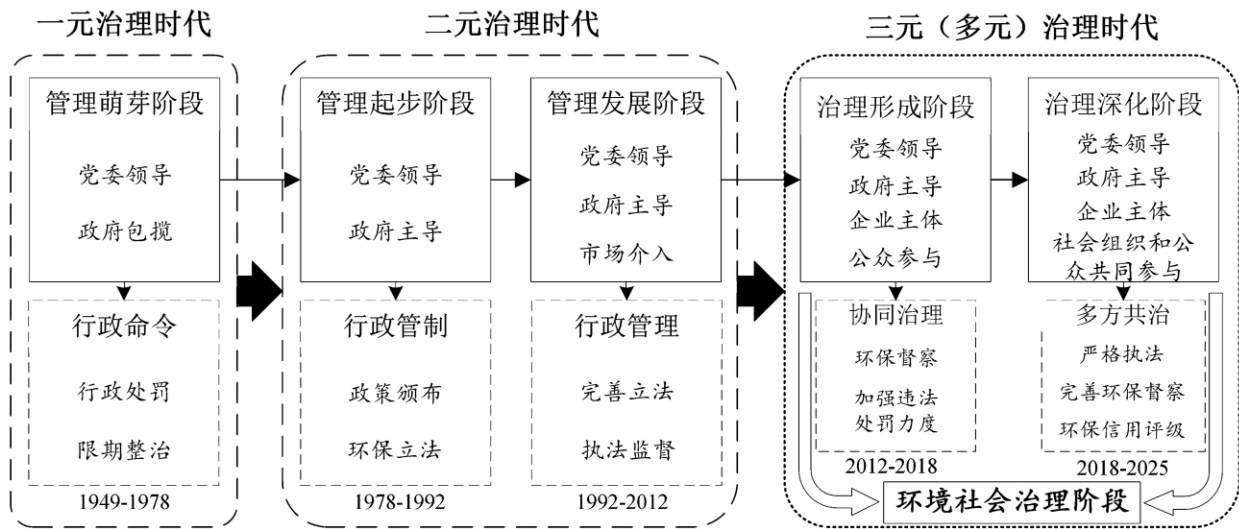 一元治理时代
二元治理时代
三元（多元）治理时代
管理萌芽阶段
党委领导
政府包揽
行政命令
行政处罚
限期整治
1949-1978
管理起步阶段
党委领导
政府主导
行政管制
政策颁布
环保立法
1978-1992
管理发展阶段
党委领导
政府主导
市场介入
行政管理
完善立法
执法监督
1992-2012
治理形成阶段
党委领导
政府主导
企业主体
公众参与
协同治理
环保督察
加强违法
处罚力度
2012-2018
治理深化阶段
党委领导
政府主导
企业主体
社会组织和公
众共同参与
多方共治
严格执法
完善环保督察
环保信用评级
2018-2025
环境社会治理阶段